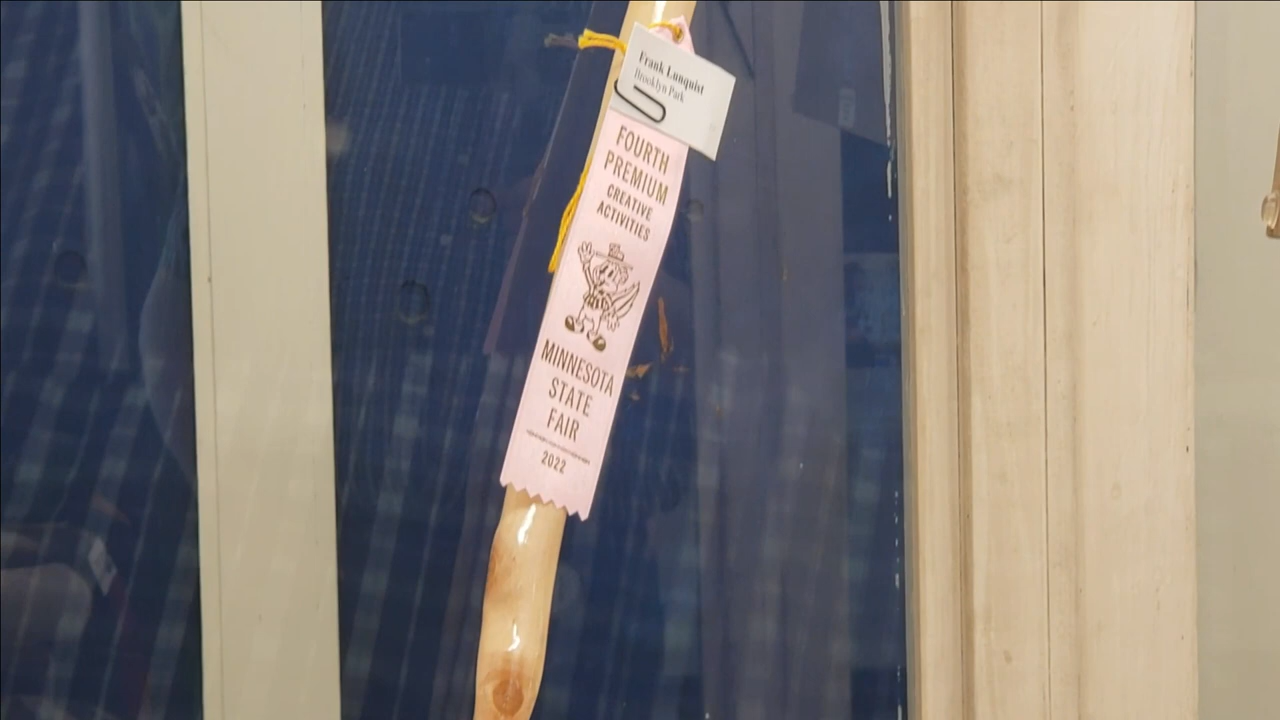 Frank Lunquist
Brooklyn Park
FOURTH
PREMIUM
CREATIVE
ACTIVITIES
MINNESOTA
STATE
FAIR
2022